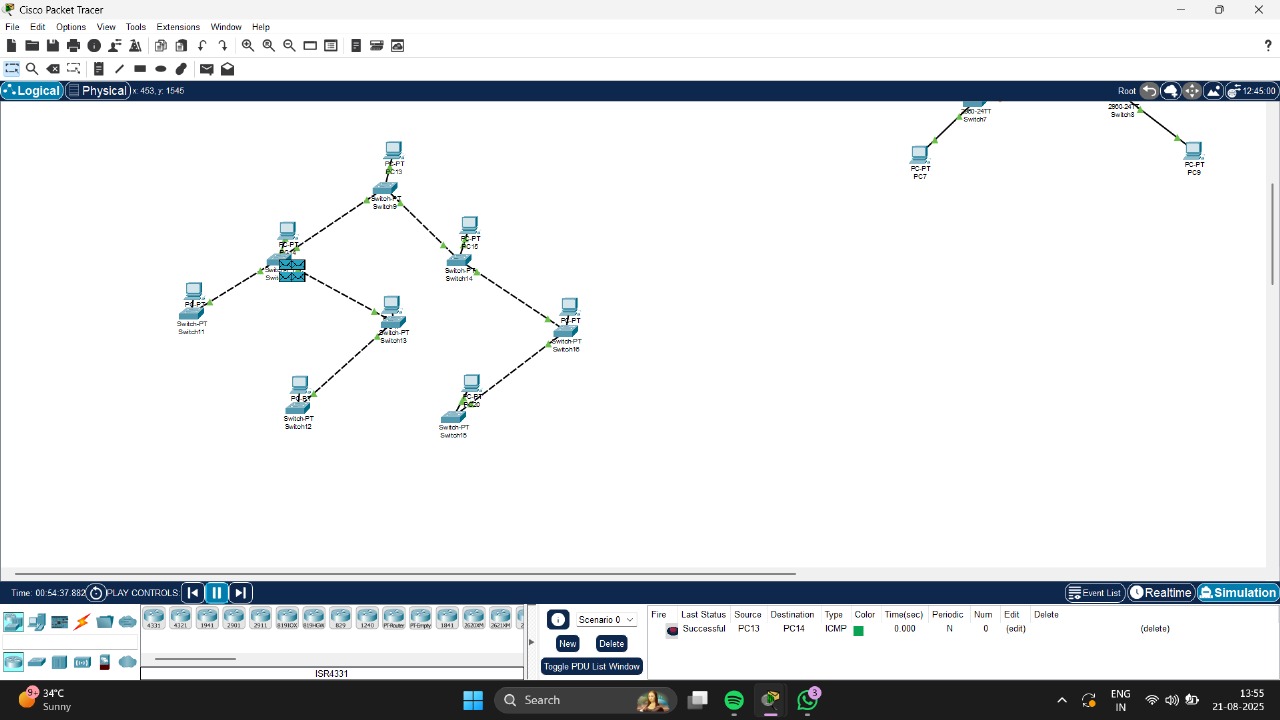 Cisco Packet Tracer
File Edit Options View Tools Extensions Window Help
?
Logical Physical x: 453, y: 1545 Root 12:45:00
2960-24TT
Switch7
PC-PT
PC7
2960-24TT
Switch3
PC-PT
PC9
PC-PT
PC13
Switch-PT
Switch9
PC-PT
PC-PT
PC15
Switch-PT
Switch14
PC-PT
Switch-PT
Switch11
Switch-PT
Switch13
PC-PT
Switch-PT
Switch16
PC-PT
Switch-PT
Switch12
PC-PT
PC20
Switch-PT
Switch15
Time: 00:54:37.882 PLAY CONTROLS: Event List Realtime Simulation
4331 4321 1941 2901 2911 819IOX 819HGW 829 1240 PT-Router PT-Empty 1841 2620XM 2621XM
ISR4331
Scenario 0
New Delete
Toggle PDU List Window
Fire Last Status Source Destination Type Color Time(sec) Periodic Num Edit Delete
Successful PC13 PC14 ICMP 0.000 N 0 (edit) (delete)
9+ 34°C
Sunny
Search
3
ENG
IN
13:55
21-08-2025